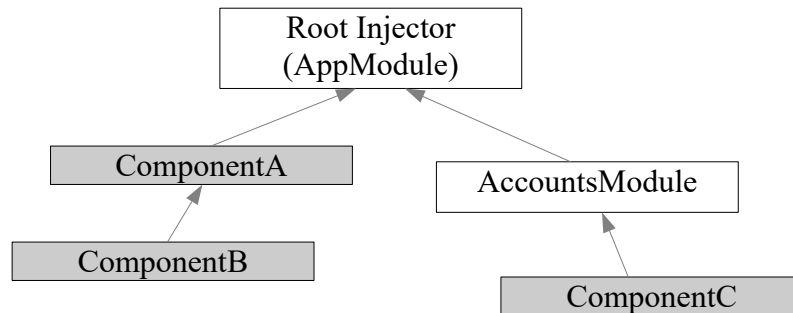 Root Injector
(AppModule)
ComponentA
AccountsModule
ComponentB
ComponentC